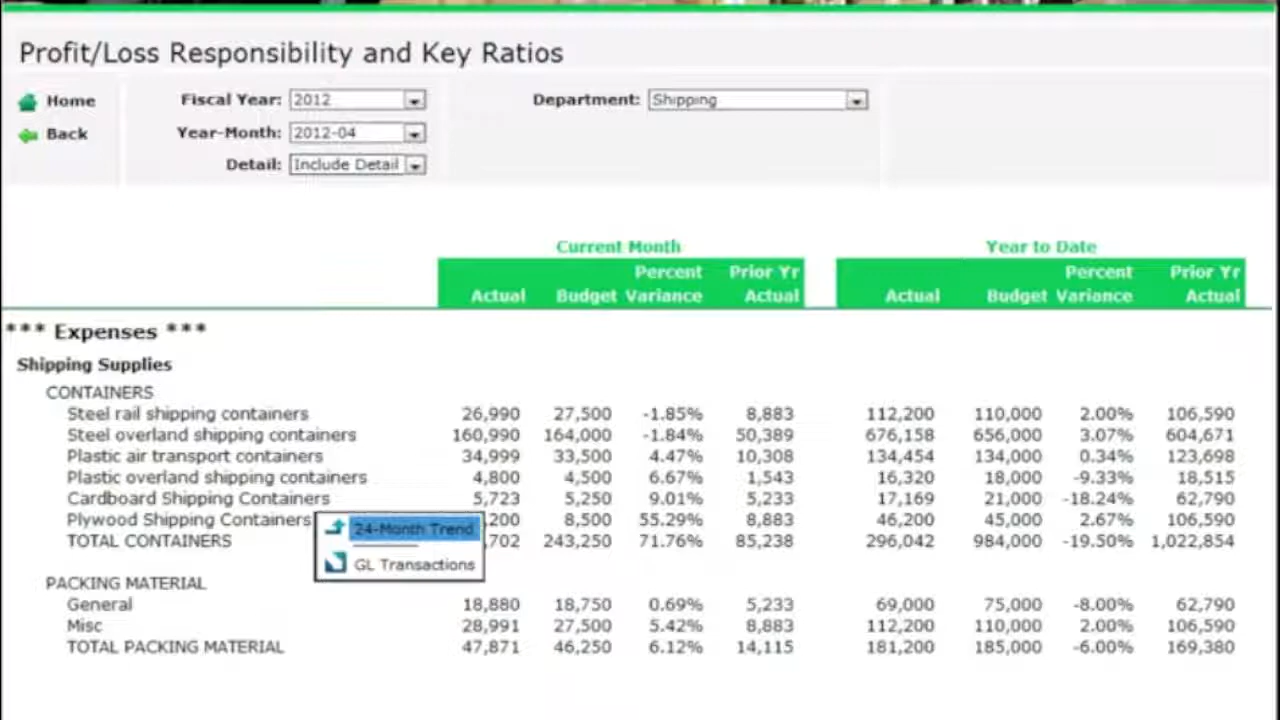 Profit/Loss Responsibility and Key Ratios
Home Fiscal Year: 2012 Department: Shipping
Back Year-Month: 2012-04
Detail: Include Detail
Current Month Year to Date
Percent Prior Yr Percent Prior Yr
Actual Budget Variance Actual Actual Budget Variance Actual
*** Expenses ***
Shipping Supplies
CONTAINERS
Steel rail shipping containers 26,990 27,500 -1.85% 8,883 112,200 110,000 2.00% 106,590
Steel overland shipping containers 160,990 164,000 -1.84% 50,389 676,158 656,000 3.07% 604,671
Plastic air transport containers 34,999 33,500 4.47% 10,308 134,454 134,000 0.34% 123,698
Plastic overland shipping containers 4,800 4,500 6.67% 1,543 16,320 18,000 -9.33% 18,515
Cardboard Shipping Containers 5,723 5,250 9.01% 5,233 17,169 21,000 -18.24% 62,790
Plywood Shipping Containers ,200 8,500 55.29% 8,883 46,200 45,000 2.67% 106,590
24-Month Trend
TOTAL CONTAINERS ,702 243,250 71.76% 85,238 296,042 984,000 -19.50% 1,022,854
GL Transactions
PACKING MATERIAL
General 18,880 18,750 0.69% 5,233 69,000 75,000 -8.00% 62,790
Misc 28,991 27,500 5.42% 8,883 112,200 110,000 2.00% 106,590
TOTAL PACKING MATERIAL 47,871 46,250 6.12% 14,115 181,200 185,000 -6.00% 169,380